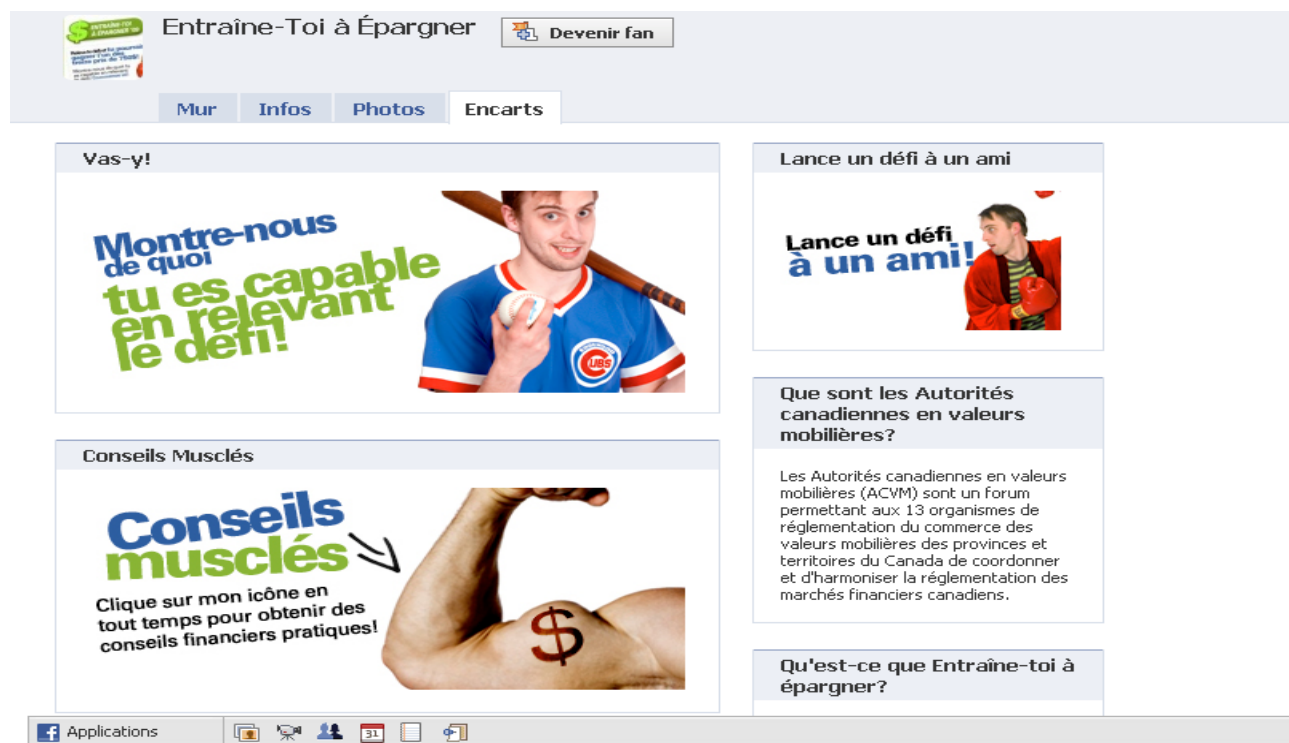 Entraîne-Toi à Épargner
Devenir fan
ENTRAÎNE-TOI
À ÉPARGNER
Mur Infos Photos Encarts
Vas-y!
Montre-nous
de quoi
tu es capable
en relevant
le défi!
CUBS
Conseils Musclés
Conseils
musclés
Clique sur mon icône en
tout temps pour obtenir des
conseils financiers pratiques!
$
Lance un défi à un ami
Lance un défi
à un ami!
Que sont les Autorités
canadiennes en valeurs
mobilières?
Les Autorités canadiennes en valeurs
mobilières (ACVM) sont un forum
permettant aux 13 organismes de
réglementation du commerce des
valeurs mobilières des provinces et
territoires du Canada de coordonner
et d'harmoniser la réglementation des
marchés financiers canadiens.
Qu'est-ce que Entraîne-toi à
épargner?
Applications
31